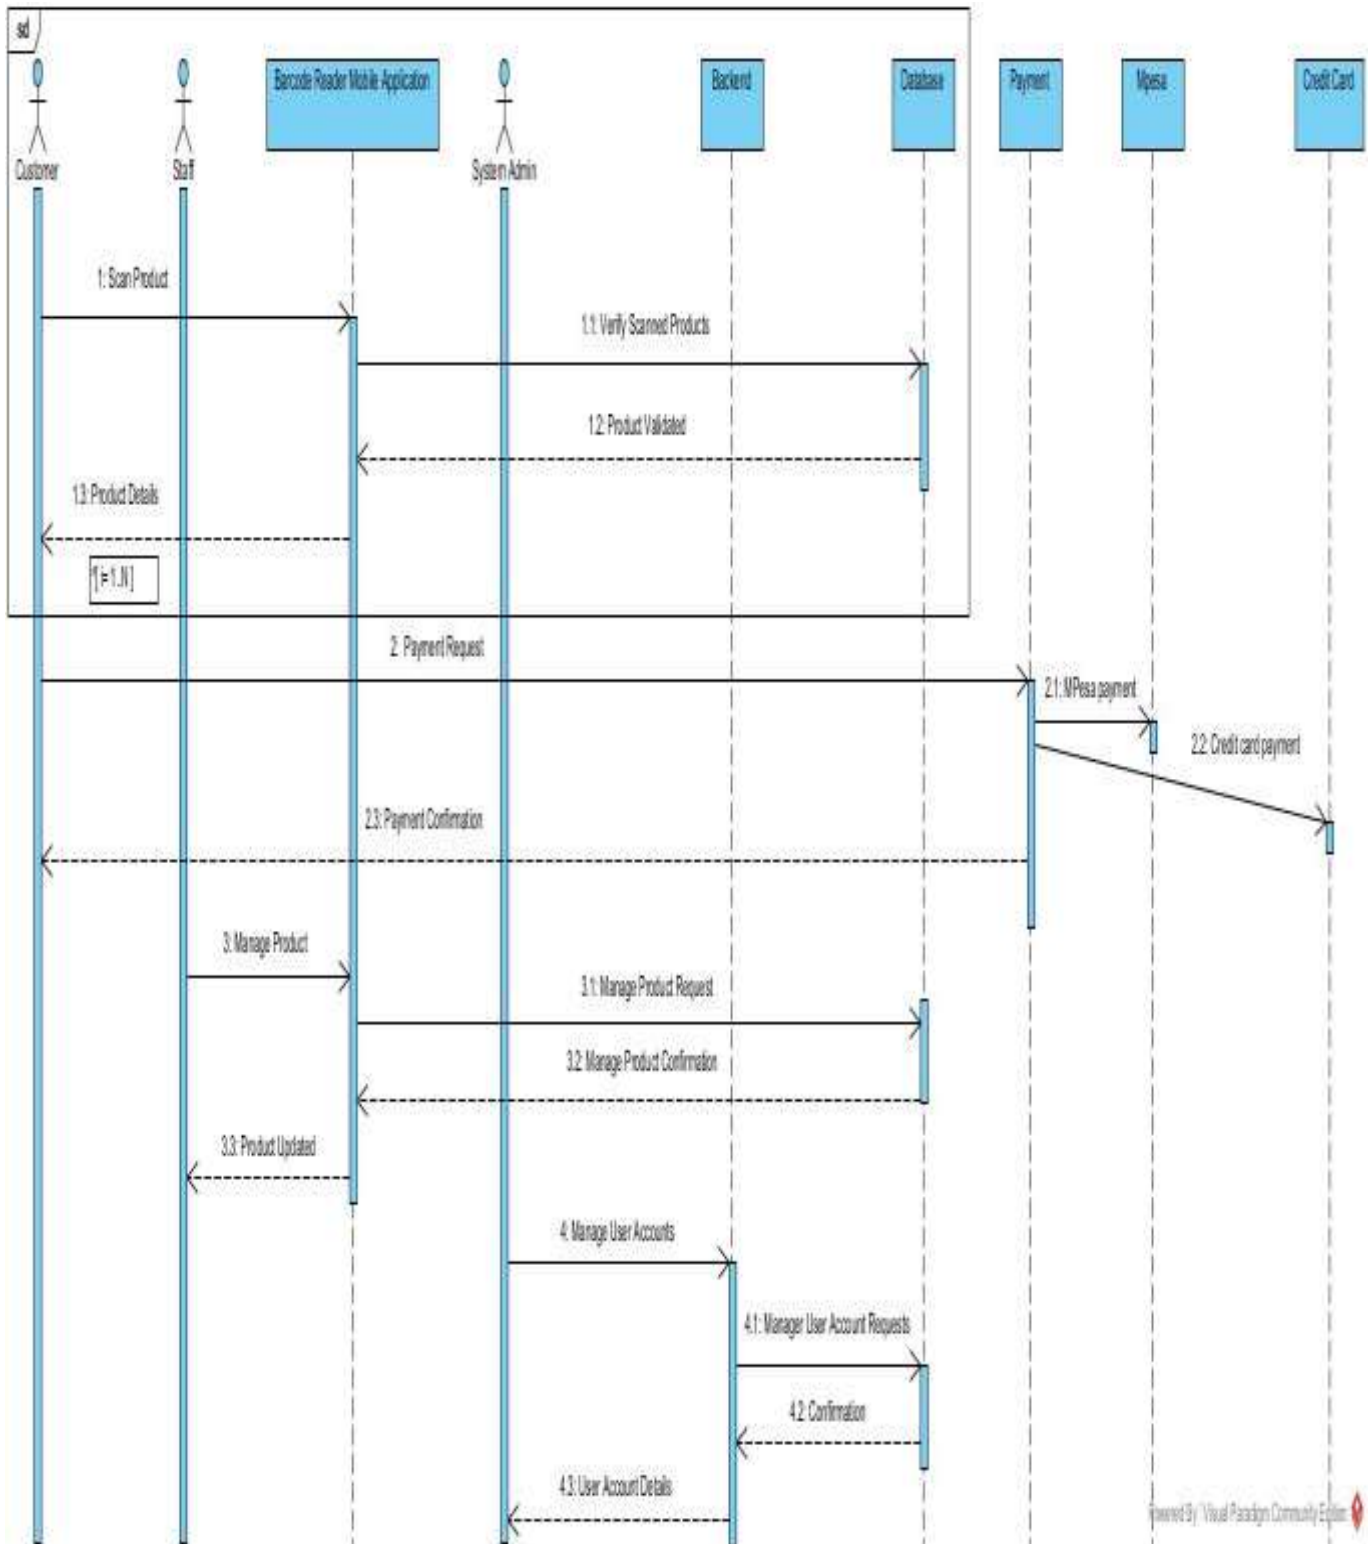 sd
Customer
Staff
Barcode Reader Mobile Application
System Admin
Backend
Database
Payment
Mpesa
Credit Card
1: Scan Product
1.1: Verify Scanned Products
1.2: Product Validated
1.3: Product Details
*[ i=1..N ]
2: Payment Request
2.1: MPesa payment
2.2: Credit card payment
2.3: Payment Confirmation
3: Manage Product
3.1: Manage Product Request
3.2: Manage Product Confirmation
3.3: Product Updated
4: Manage User Accounts
4.1: Manager User Account Requests
4.2: Confirmation
4.3: User Account Details
Powered By Visual Paradigm Community Edition